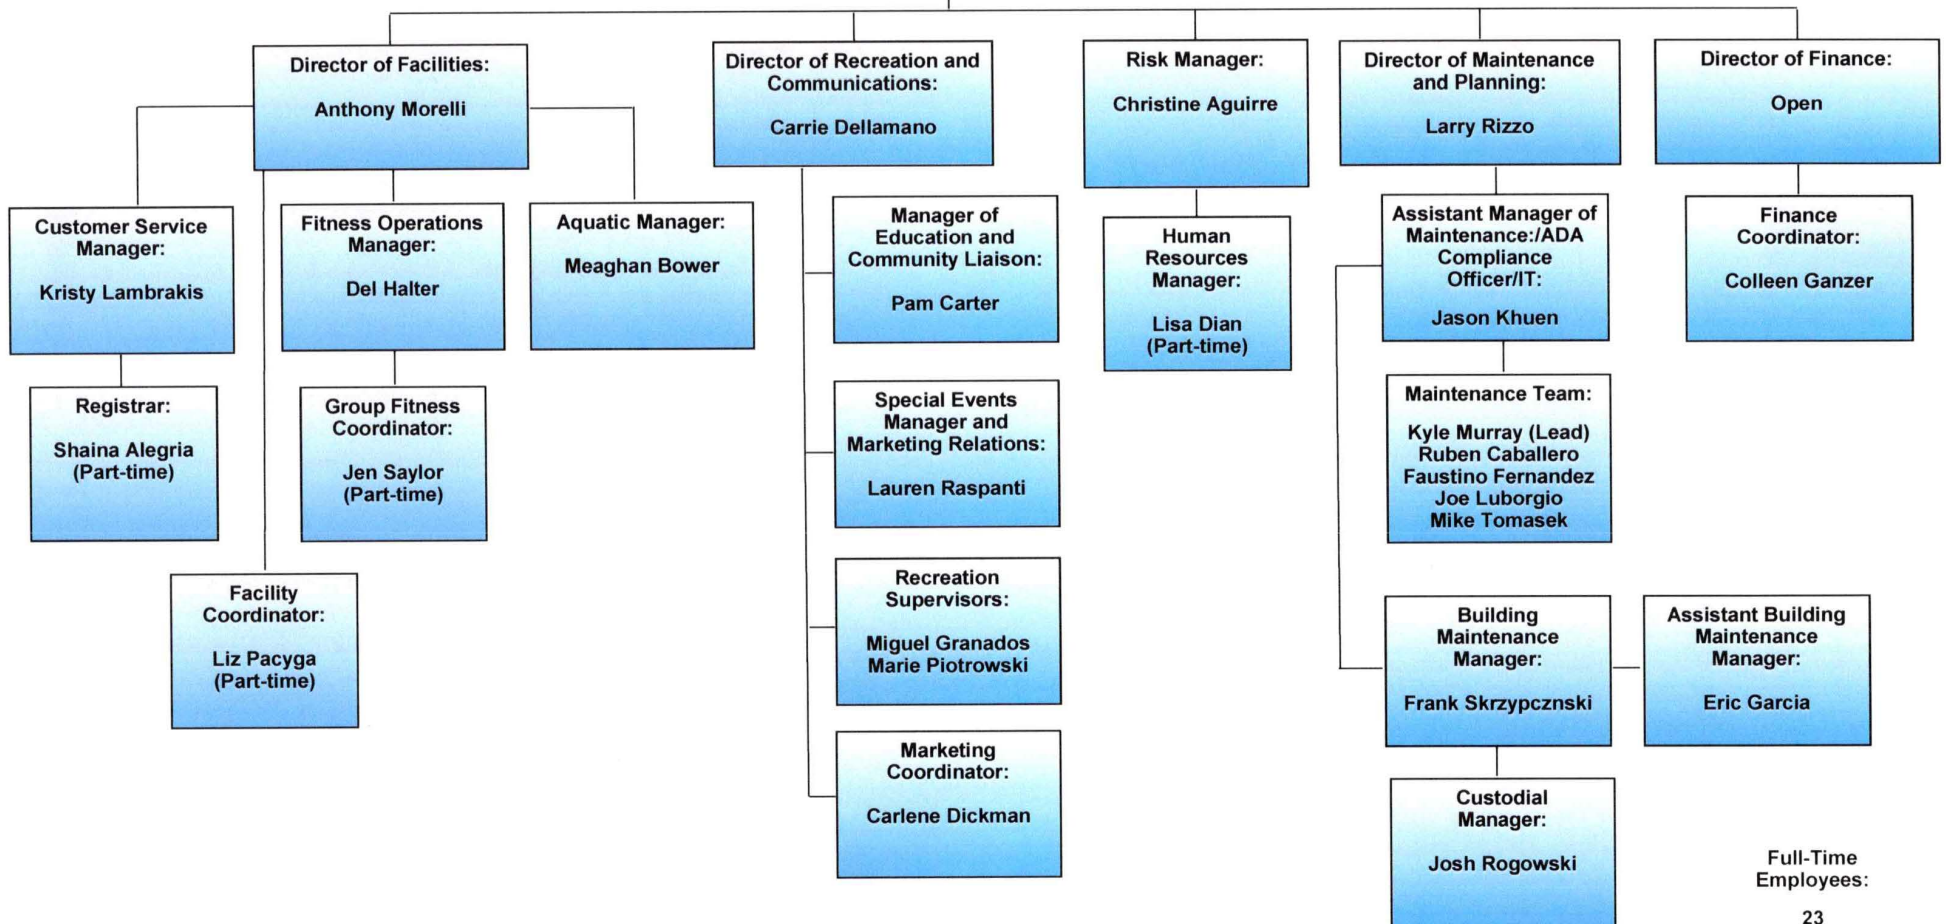 Director of Facilities:
Anthony Morelli
Director of Recreation and
Communications:
Carrie Dellamano
Risk Manager:
Christine Aguirre
Director of Maintenance
and Planning:
Larry Rizzo
Director of Finance:
Open
Customer Service
Manager:
Kristy Lambrakis
Fitness Operations
Manager:
Del Halter
Aquatic Manager:
Meaghan Bower
Manager of
Education and
Community Liaison:
Pam Carter
Human
Resources
Manager:
Lisa Dian
(Part-time)
Assistant Manager of
Maintenance:/ADA
Compliance
Officer/IT:
Jason Khuen
Finance
Coordinator:
Colleen Ganzer
Registrar:
Shaina Alegria
(Part-time)
Group Fitness
Coordinator:
Jen Saylor
(Part-time)
Special Events
Manager and
Marketing Relations:
Lauren Raspanti
Maintenance Team:
Kyle Murray (Lead)
Ruben Caballero
Faustino Fernandez
Joe Luborgio
Mike Tomasek
Facility
Coordinator:
Liz Pacyga
(Part-time)
Recreation
Supervisors:
Miguel Granados
Marie Piotrowski
Building
Maintenance
Manager:
Frank Skrzypcznski
Assistant Building
Maintenance
Manager:
Eric Garcia
Marketing
Coordinator:
Carlene Dickman
Custodial
Manager:
Josh Rogowski
Full-Time
Employees:
23